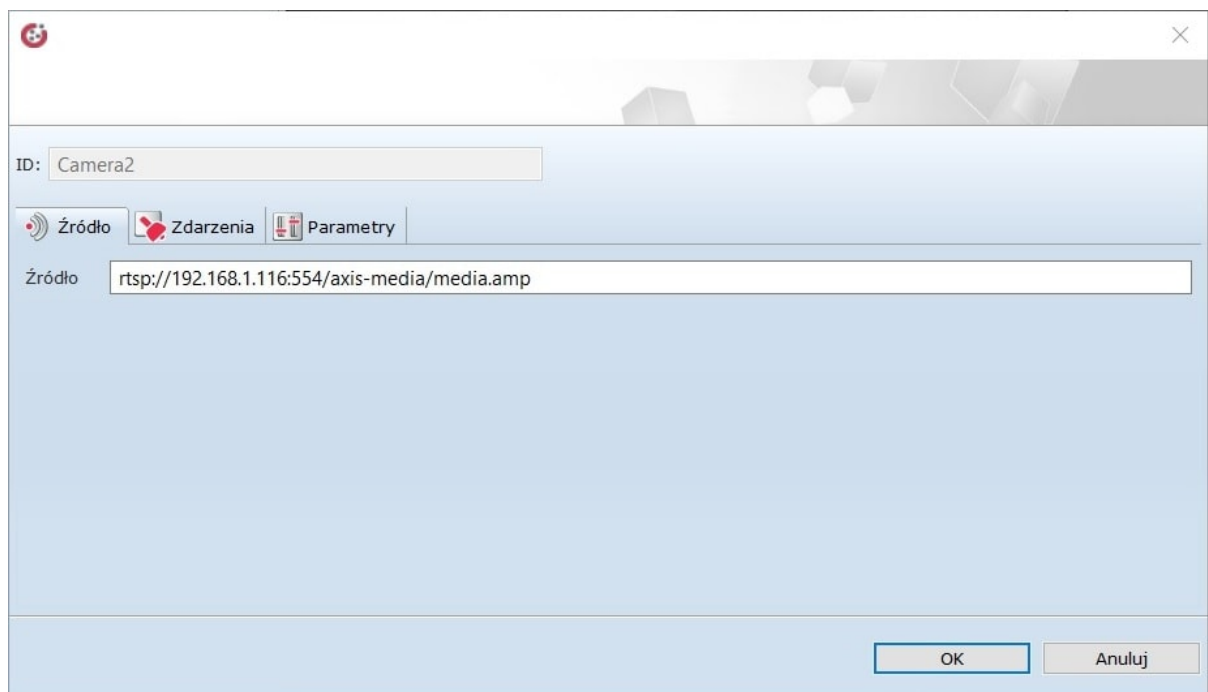 ID: Camera2
Źródło Zdarzenia Parametry
Źródło rtsp://192.168.1.116:554/axis-media/media.amp
OK Anuluj